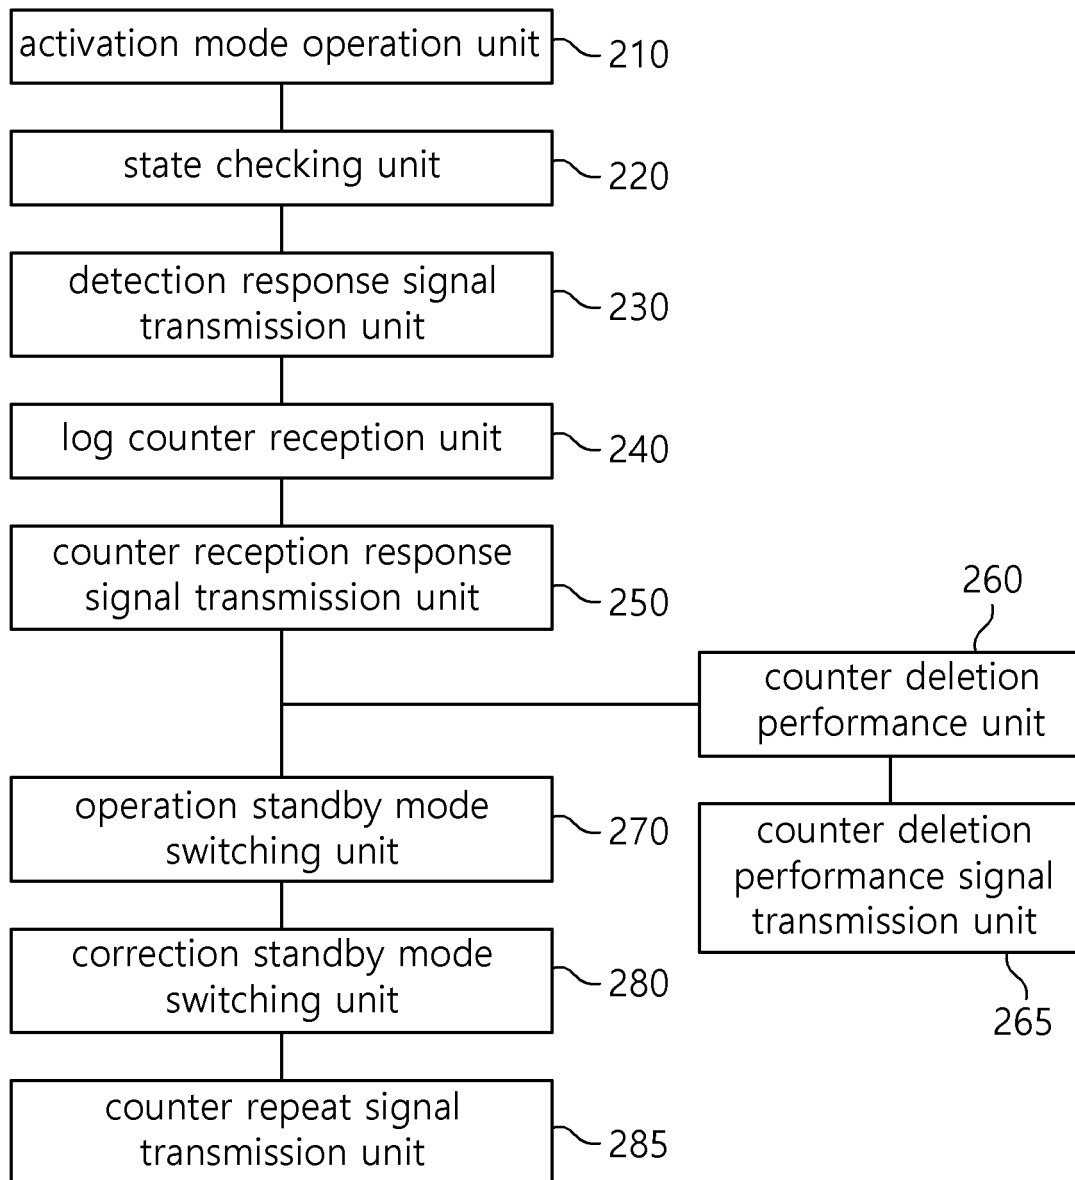 activation mode operation unit
210
state checking unit
220
detection response signal
transmission unit
230
log counter reception unit
240
counter reception response
signal transmission unit
250
260
counter deletion
performance unit
operation standby mode
switching unit
270
counter deletion
performance signal
transmission unit
265
correction standby mode
switching unit
280
counter repeat signal
transmission unit
285